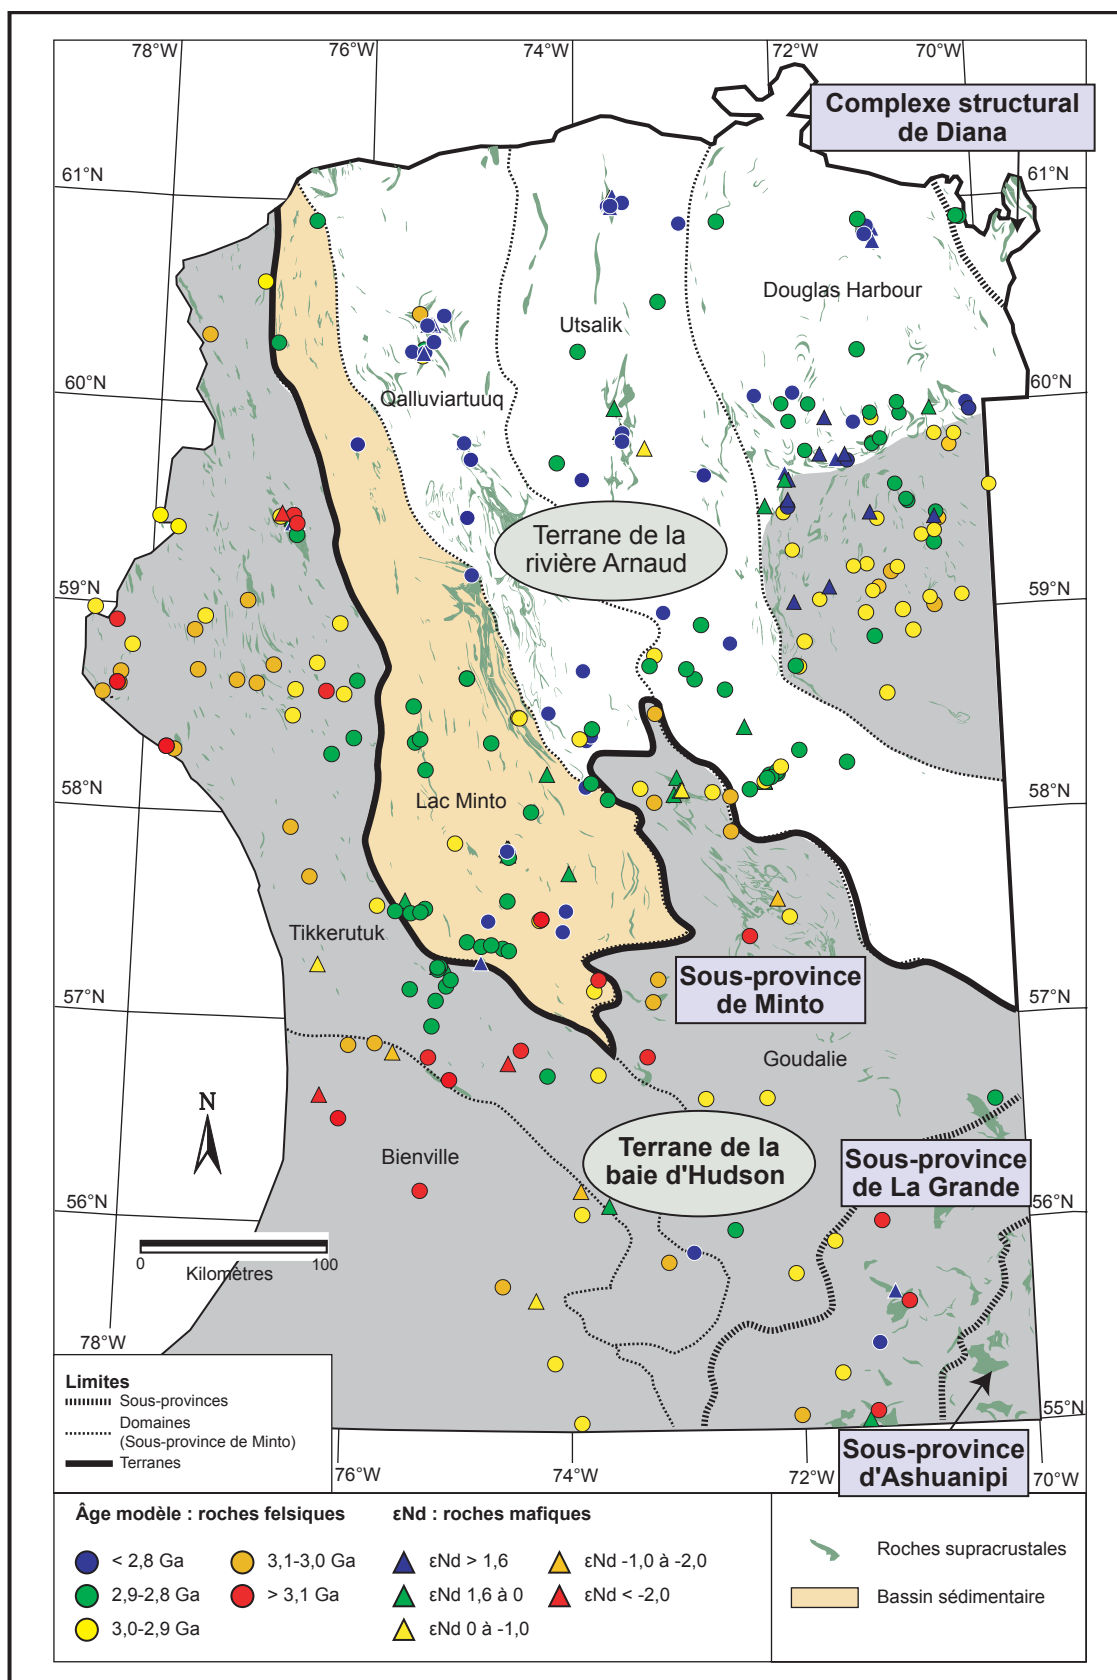 78°W
76°W
74°W
72°W
70°W
Complexe structural
de Diana
61°N
61°N
Douglas Harbour
Utsalik
60°N
60°N
Qalluviartuuq
Terrane de la
rivière Arnaud
59°N
59°N
58°N
58°N
Lac Minto
Tikkerutuk
Sous-province
de Minto
57°N
57°N
Goudalie
N
Terrane de la
baie d'Hudson
Bienville
Sous-province
de La Grande
56°N
56°N
0
100
Kilomètres
78°W
Limites
Sous-provinces
Domaines
(Sous-province de Minto)
Terranes
55°N
Sous-province
d'Ashuanipi
76°W
74°W
72°W
70°W
Âge modèle : roches felsiques
< 2,8 Ga
2,9-2,8 Ga
3,0-2,9 Ga
3,1-3,0 Ga
> 3,1 Ga
εNd : roches mafiques
εNd > 1,6
εNd 1,6 à 0
εNd 0 à -1,0
εNd -1,0 à -2,0
εNd < -2,0
Roches supracrustales
Bassin sédimentaire